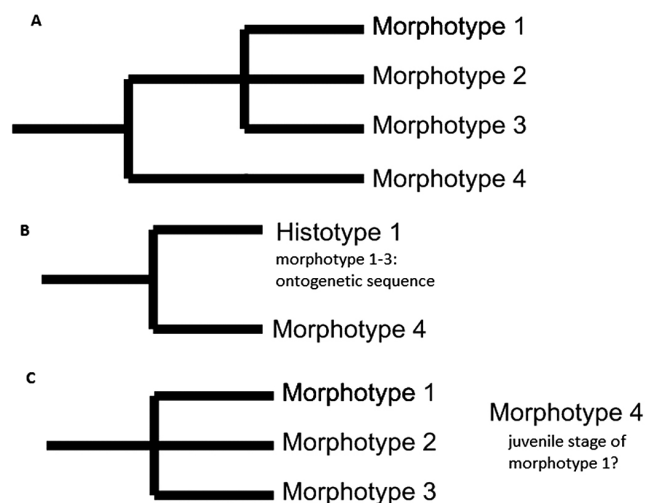 A
Morphotype 1
Morphotype 2
Morphotype 3
Morphotype 4
B
Histotype 1
morphotype 1-3:
ontogenetic sequence
Morphotype 4
C
Morphotype 1
Morphotype 2
Morphotype 3
Morphotype 4
juvenile stage of
morphotype 1?